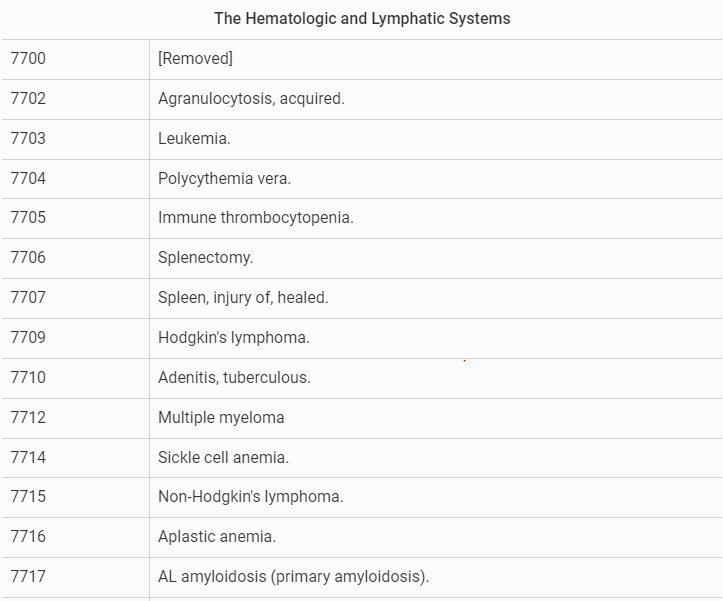 The Hematologic and Lymphatic Systems
7700 [Removed]
7702 Agranulocytosis, acquired.
7703 Leukemia.
7704 Polycythemia vera.
7705 Immune thrombocytopenia.
7706 Splenectomy.
7707 Spleen, injury of, healed.
7709 Hodgkin's lymphoma.
7710 Adenitis, tuberculous.
7712 Multiple myeloma
7714 Sickle cell anemia.
7715 Non-Hodgkin's lymphoma.
7716 Aplastic anemia.
7717 AL amyloidosis (primary amyloidosis).